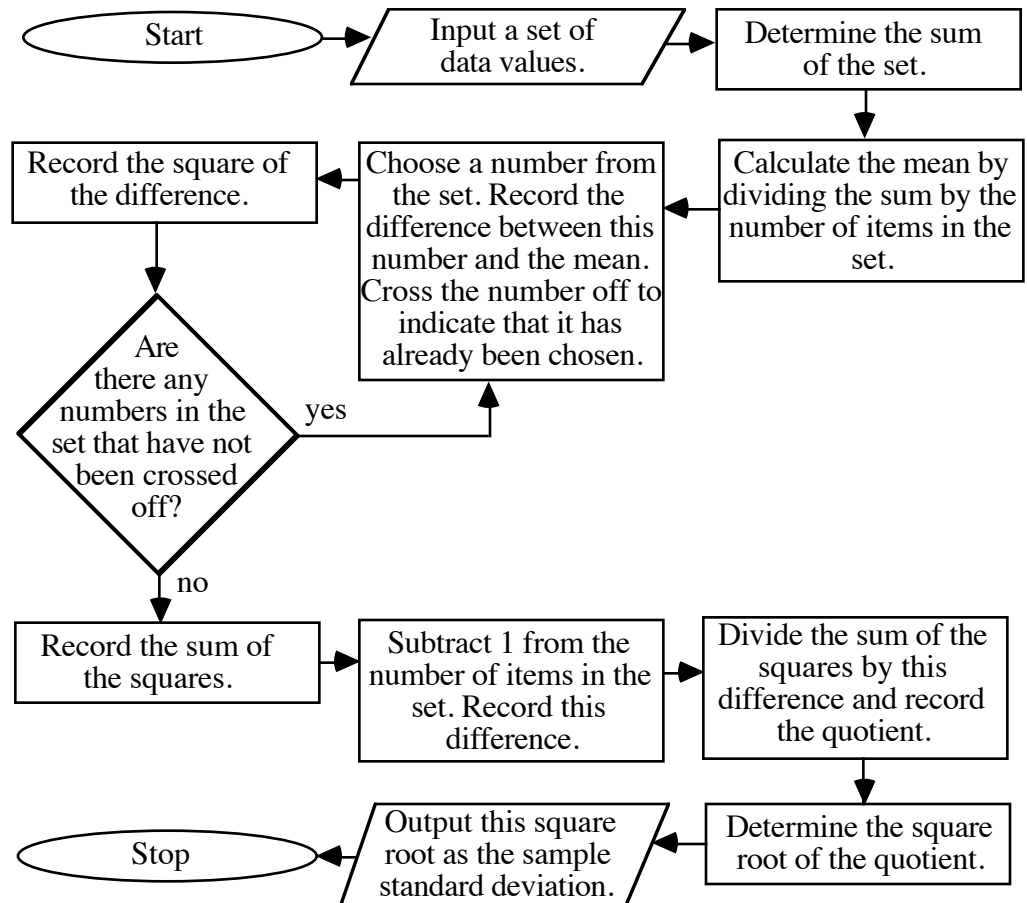 Start
Input a set of
data values.
Determine the sum
of the set.
Calculate the mean by
dividing the sum by the
number of items in the
set.
Choose a number from
the set. Record the
difference between this
number and the mean.
Cross the number off to
indicate that it has
already been chosen.
Record the square of
the difference.
Are
there any
numbers in the
set that have not
been crossed
off?
yes
no
Record the sum of
the squares.
Subtract 1 from the
number of items in the
set. Record this
difference.
Divide the sum of the
squares by this
difference and record
the quotient.
Determine the square
root of the quotient.
Output this square
root as the sample
standard deviation.
Stop